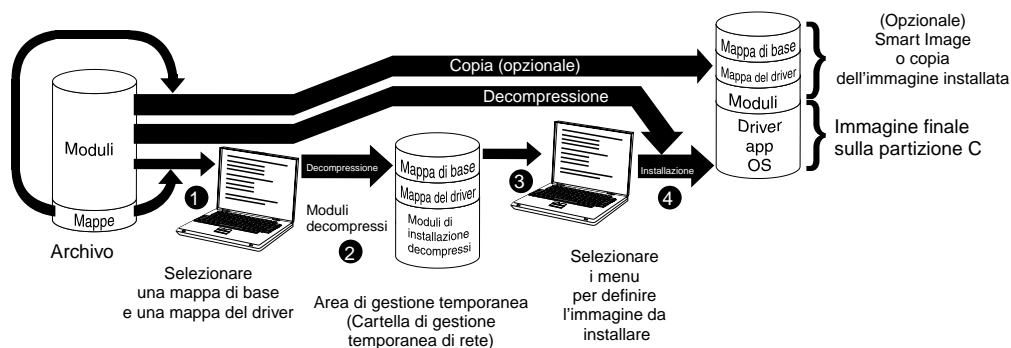 Moduli
Mappe
Archivo
Copia (opzionale)
Decompressione
1
Selezionare
una mappa di base
e una mappa del driver
Decompressione
Moduli
decompressi
2
Mappa di base
Mappa del driver
Moduli di
installazione
decompressi
Area di gestione temporanea
(Cartella di gestione
temporanea di rete)
3
Selezionare
i menu
per definire
l'immagine da
installare
Installazione
4
Mappa di base
Mappa del driver
Moduli
Driver
app
OS
(Opzionale)
Smart Image
o copia
dell'immagine installata
Immagine finale
sulla partizione C